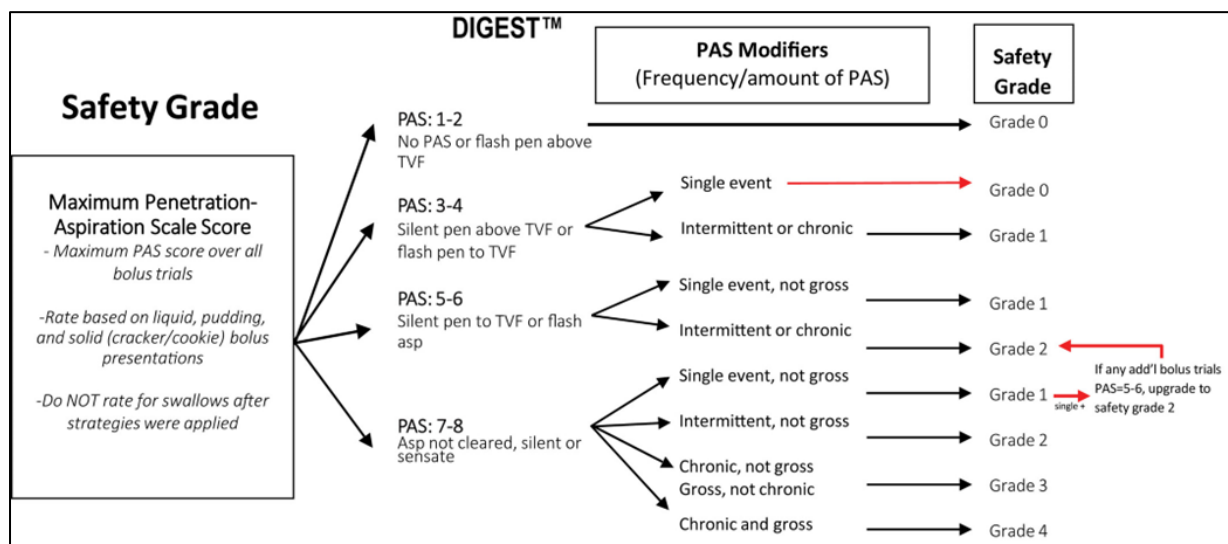 DIGEST™
Safety Grade
Maximum Penetration-
Aspiration Scale Score
- Maximum PAS score over all
bolus trials
-Rate based on liquid, pudding,
and solid (cracker/cookie) bolus
presentations
-Do NOT rate for swallows after
strategies were applied
PAS: 1-2
No PAS or flash pen above
TVF
PAS: 3-4
Silent pen above TVF or
flash pen to TVF
PAS: 5-6
Silent pen to TVF or flash
asp
PAS: 7-8
Asp not cleared, silent or
sensate
PAS Modifiers
(Frequency/amount of PAS)
Single event
Intermittent or chronic
Single event, not gross
Intermittent or chronic
Single event, not gross
Intermittent, not gross
Chronic, not gross
Gross, not chronic
Chronic and gross
Safety
Grade
Grade 0
Grade 0
Grade 1
Grade 1
Grade 2
Grade 1
single +
If any add'l bolus trials
PAS=5-6, upgrade to
safety grade 2
Grade 2
Grade 3
Grade 4